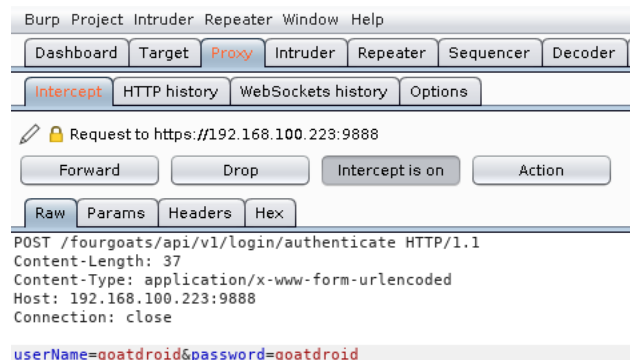 Burp Project Intruder Repeater Window Help
Dashboard Target Proxy Intruder Repeater Sequencer Decoder
Intercept HTTP history WebSockets history Options
Request to https://192.168.100.223:9888
Forward Drop Intercept is on Action
Raw Params Headers Hex
POST /fourgoats/api/v1/login/authenticate HTTP/1.1
Content-Length: 37
Content-Type: application/x-www-form-urlencoded
Host: 192.168.100.223:9888
Connection: close
userName=goatdroid&password=goatdroid